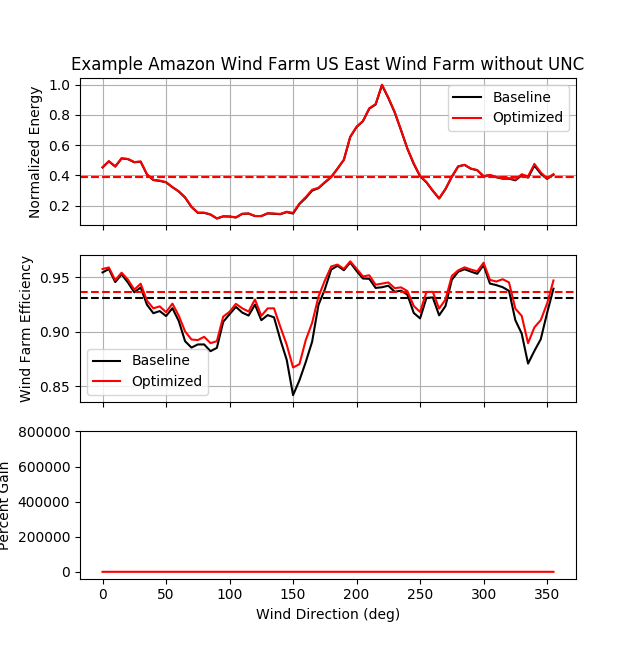 Example Amazon Wind Farm US East Wind Farm without UNC
Normalized Energy
1.0
0.8
0.6
0.4
0.2
Baseline
Optimized
Wind Farm Efficiency
0.95
0.90
0.85
Baseline
Optimized
Percent Gain
800000
600000
400000
200000
0
0 50 100 150 200 250 300 350
Wind Direction (deg)